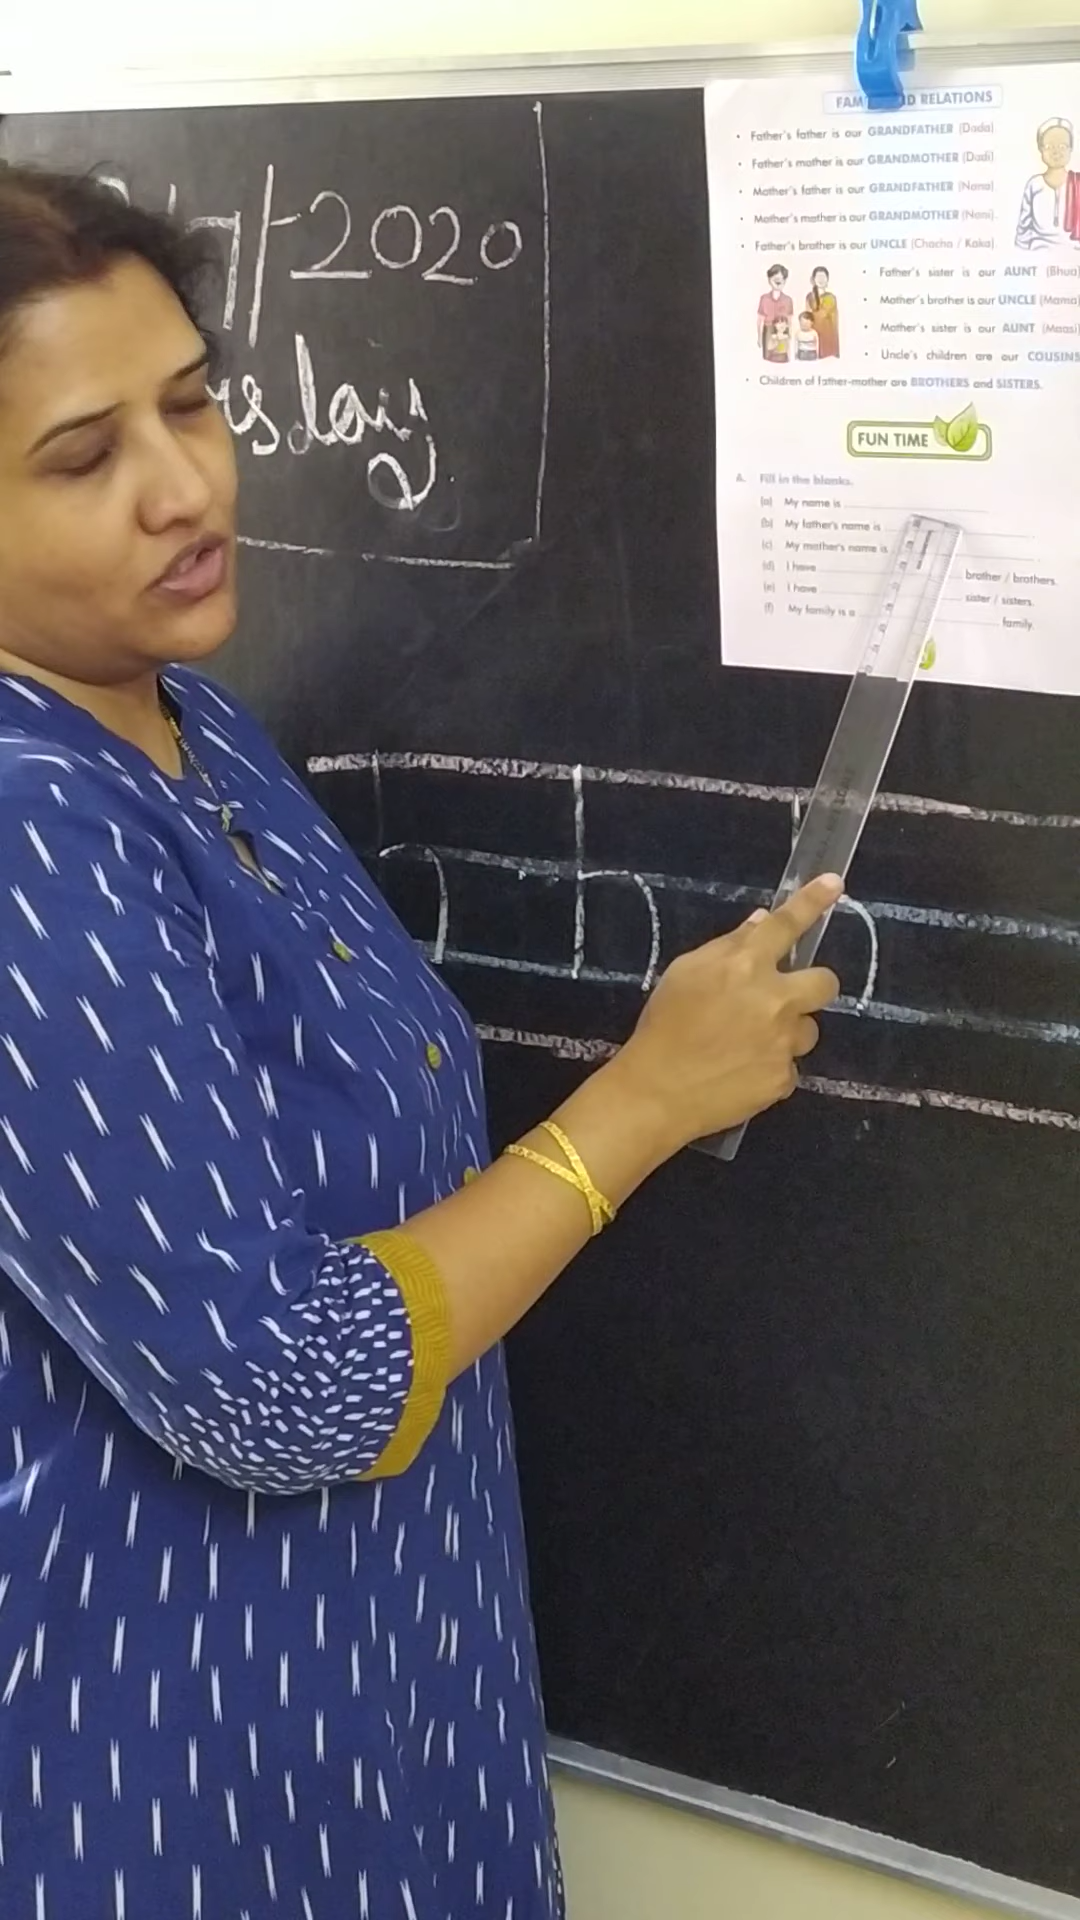 2020
FAM D RELATIONS
• Father's father is our GRANDFATHER (Dada)
• Father's mother is our GRANDMOTHER (Dadi)
• Mother's father is our GRANDFATHER (Nana)
• Mother's mother is our GRANDMOTHER (Nani).
• Father's brother is our UNCLE (Chacha / Kaka)
• Father's sister is our AUNT (Bhua)
• Mother's brother is our UNCLE (Mama)
• Mother's sister is our AUNT (Maasi)
• Uncle's children are our COUSINS
• Children of father-mother are BROTHERS and SISTERS.
FUN TIME
A. Fill in the blanks.
(a) My name is
(b) My father's name is
(c) My mother's name is
(d) I have brother / brothers.
(e) I have sister / sisters.
(f) My family is a family.